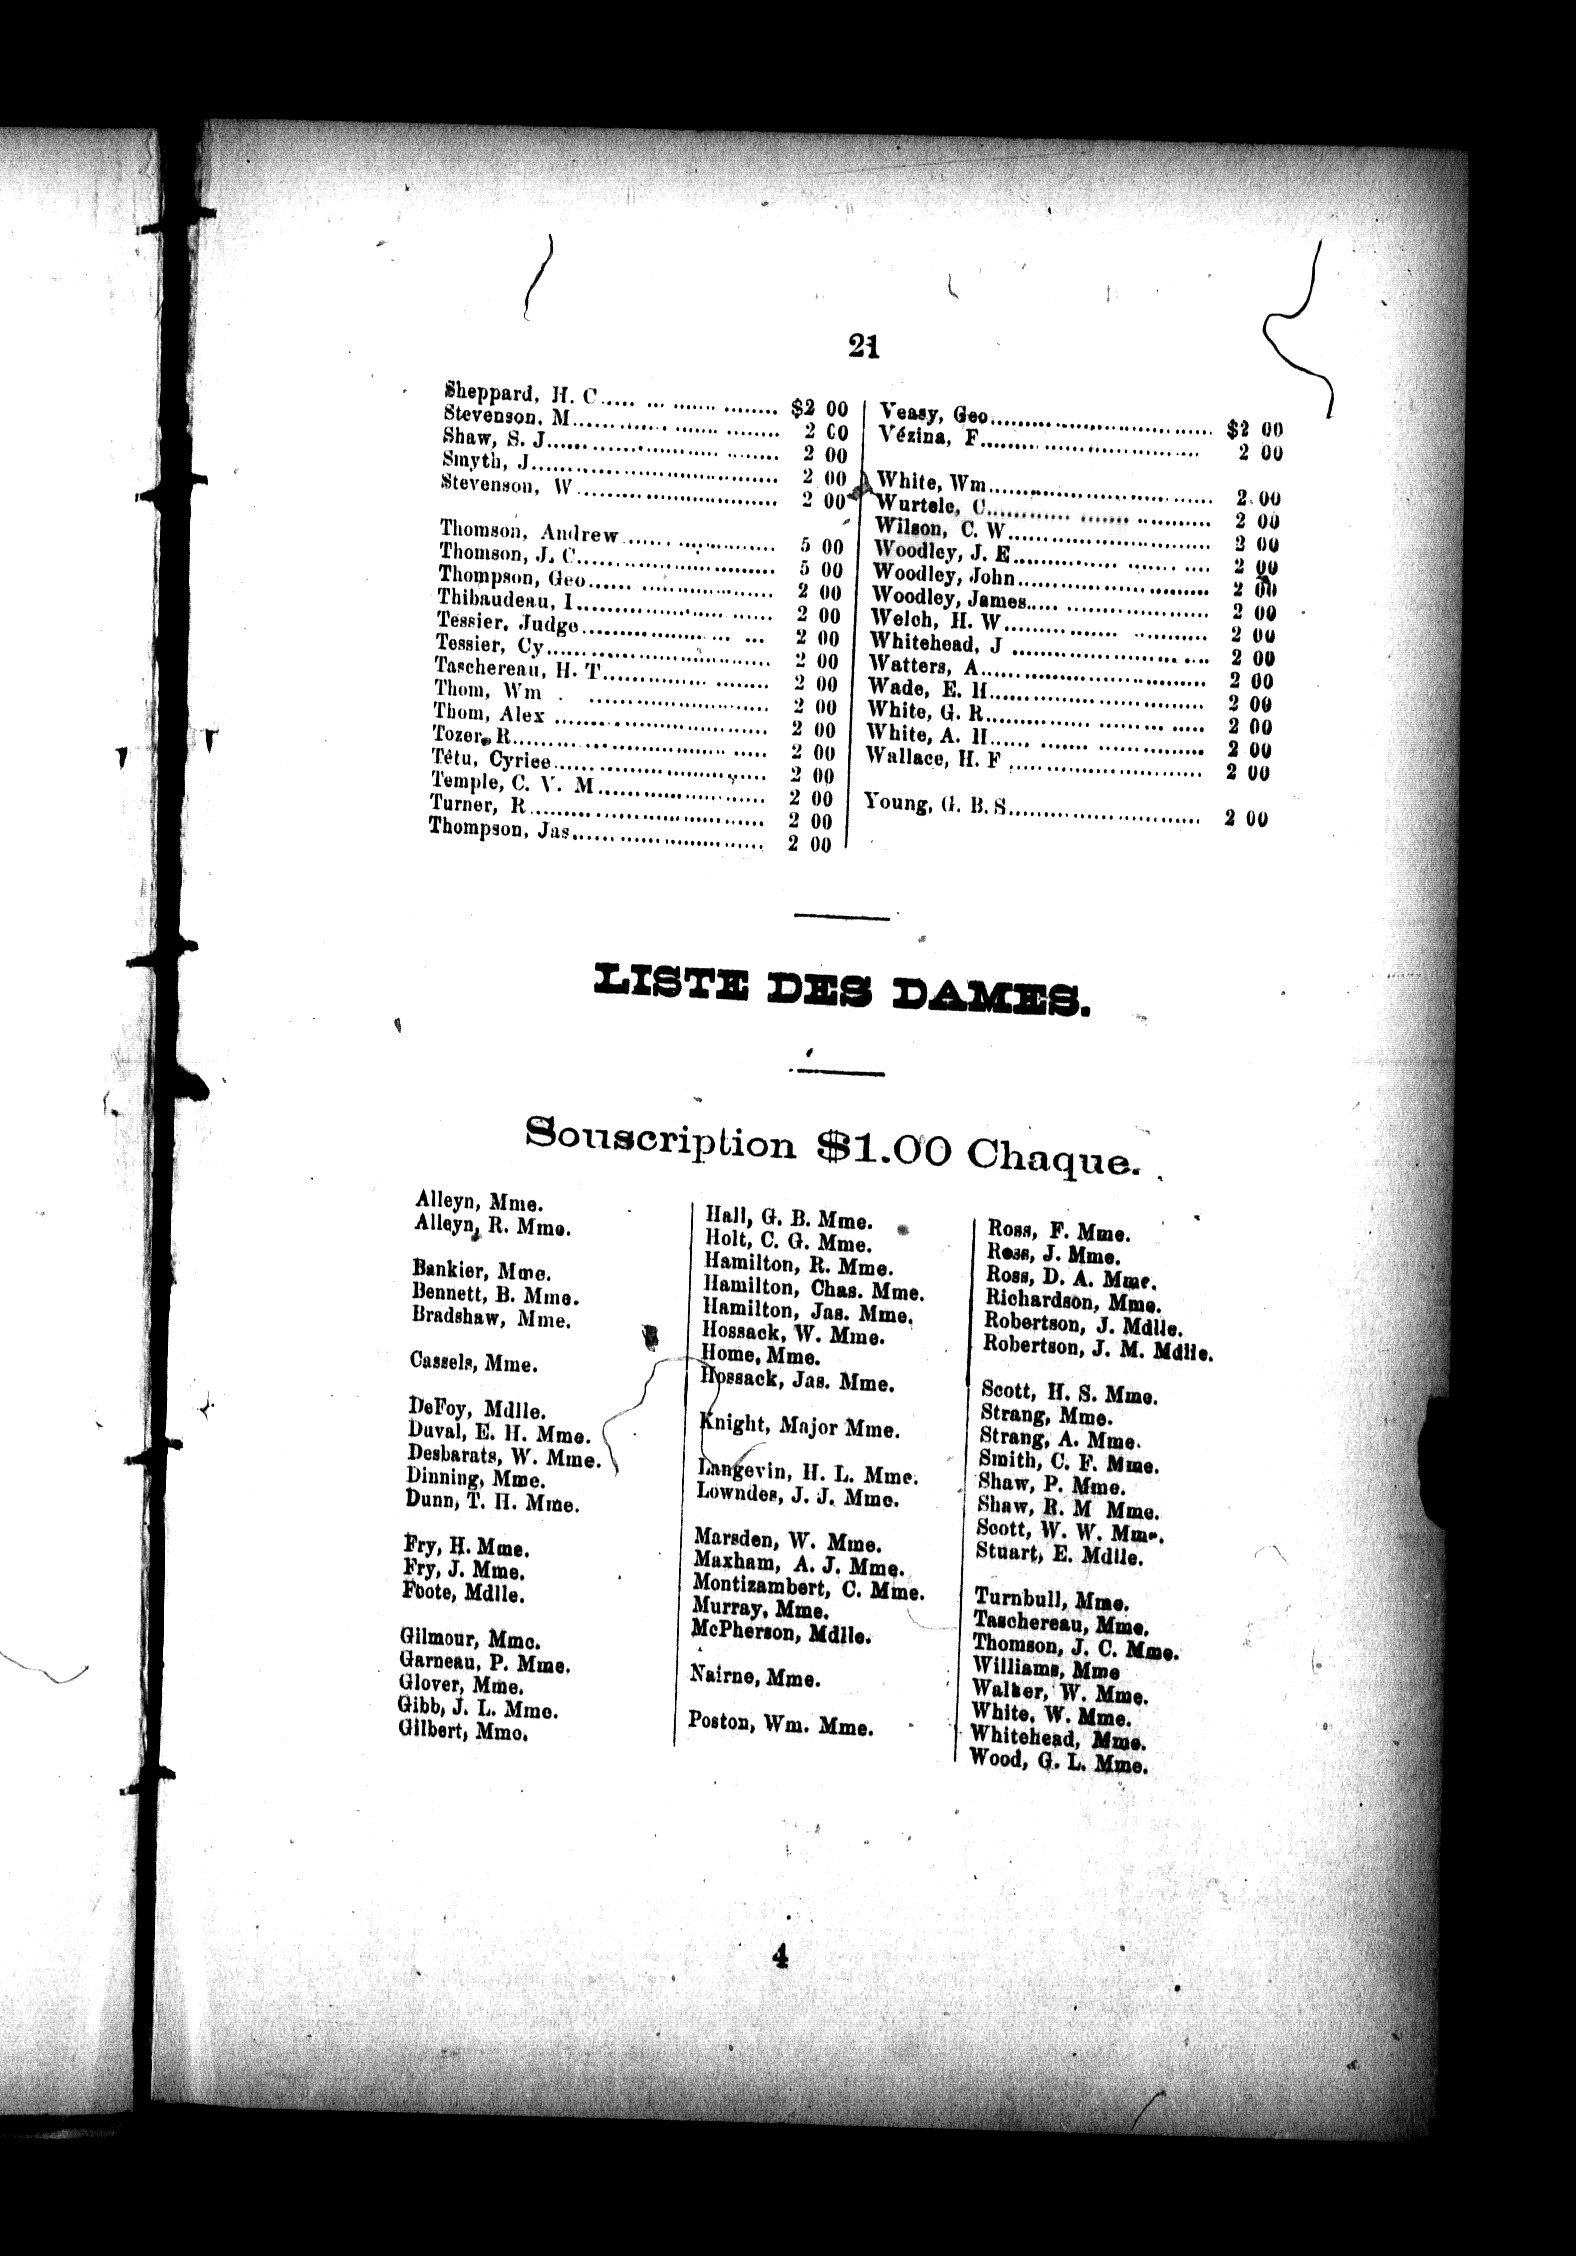 21
Sheppard, H. C..... ... ....... ........ $2 00
Stevenson. M........................... 2 00
Shaw, S. J........................... 2 00
Smyth, J........................... 2 00
Stevenson, W........................... 2 00
Thomson, Andrew........................... 5 00
Thomson, J. C........................... 5 00
Thompson, Geo........................... 2 00
Thibaudeau, I........................... 2 00
Tessier, Judge........................... 2 00
Tessier, Cy........................... 2 00
Taschereau, H. T........................... 2 00
Thom, Wm........................... 2 00
Thom, Alex........................... 2 00
Tozer, R........................... 2 00
Têtu, Cyrice........................... 2 00
Temple, C. V. M........................... 2 00
Turner, R........................... 2 00
Thompson, Jas........................... 2 00
Veasy, Geo........................... $2 00
Vézina, F........................... 2 00
White, Wm........................... 2 00
Wurtele, C........................... 2 00
Wilson, C. W........................... 2 00
Woodley, J. E........................... 2 00
Woodley, John........................... 2 00
Woodley, James........................... 2 00
Welch, H. W........................... 2 00
Whitehead, J........................... 2 00
Watters, A........................... 2 00
Wade, E. H........................... 2 00
White, G. R........................... 2 00
White, A. H........................... 2 00
Wallace, H. F........................... 2 00
Young, G. B. S........................... 2 00
LISTE DES DAMES.
Souscription $1.00 Chaque.
Alleyn, Mme.
Alleyn, R. Mme.
Bankier, Mme.
Bennett, B. Mme.
Bradshaw, Mme.
Cassels, Mme.
DeFoy, Mdlle.
Duval, E. H. Mme.
Desbarats, W. Mme.
Dinning, Mme.
Dunn, T. H. Mme.
Fry, H. Mme.
Fry, J. Mme.
Foote, Mdlle.
Gilmour, Mme.
Garneau, P. Mme.
Glover, Mme.
Gibb, J. L. Mme.
Gilbert, Mme.
Hall, G. B. Mme.
Holt, C. G. Mme.
Hamilton, R. Mme.
Hamilton, Chas. Mme.
Hamilton, Jas. Mme.
Hossack, W. Mme.
Home, Mme.
Hossack, Jas. Mme.
Knight, Major Mme.
Langevin, H. L. Mme.
Lowndes, J. J. Mme.
Marsden, W. Mme.
Maxham, A. J. Mme.
Montizambert, C. Mme.
Murray, Mme.
McPherson, Mdlle.
Nairne, Mme.
Poston, Wm. Mme.
Ross, F. Mme.
Ross, J. Mme.
Ross, D. A. Mme.
Richardson, Mme.
Robertson, J. Mdlle.
Robertson, J. M. Mdlle.
Scott, H. S. Mme.
Strang, Mme.
Strang, A. Mme.
Smith, C. F. Mme.
Shaw, P. Mme.
Shaw, R. M Mme.
Scott, W. W. Mme.
Stuart, E. Mdlle.
Turnbull, Mme.
Taschereau, Mme.
Thomson, J. C. Mme.
Williams, Mme
Walker, W. Mme.
White, W. Mme.
Whitehead, Mme.
Wood, G. L. Mme.
4